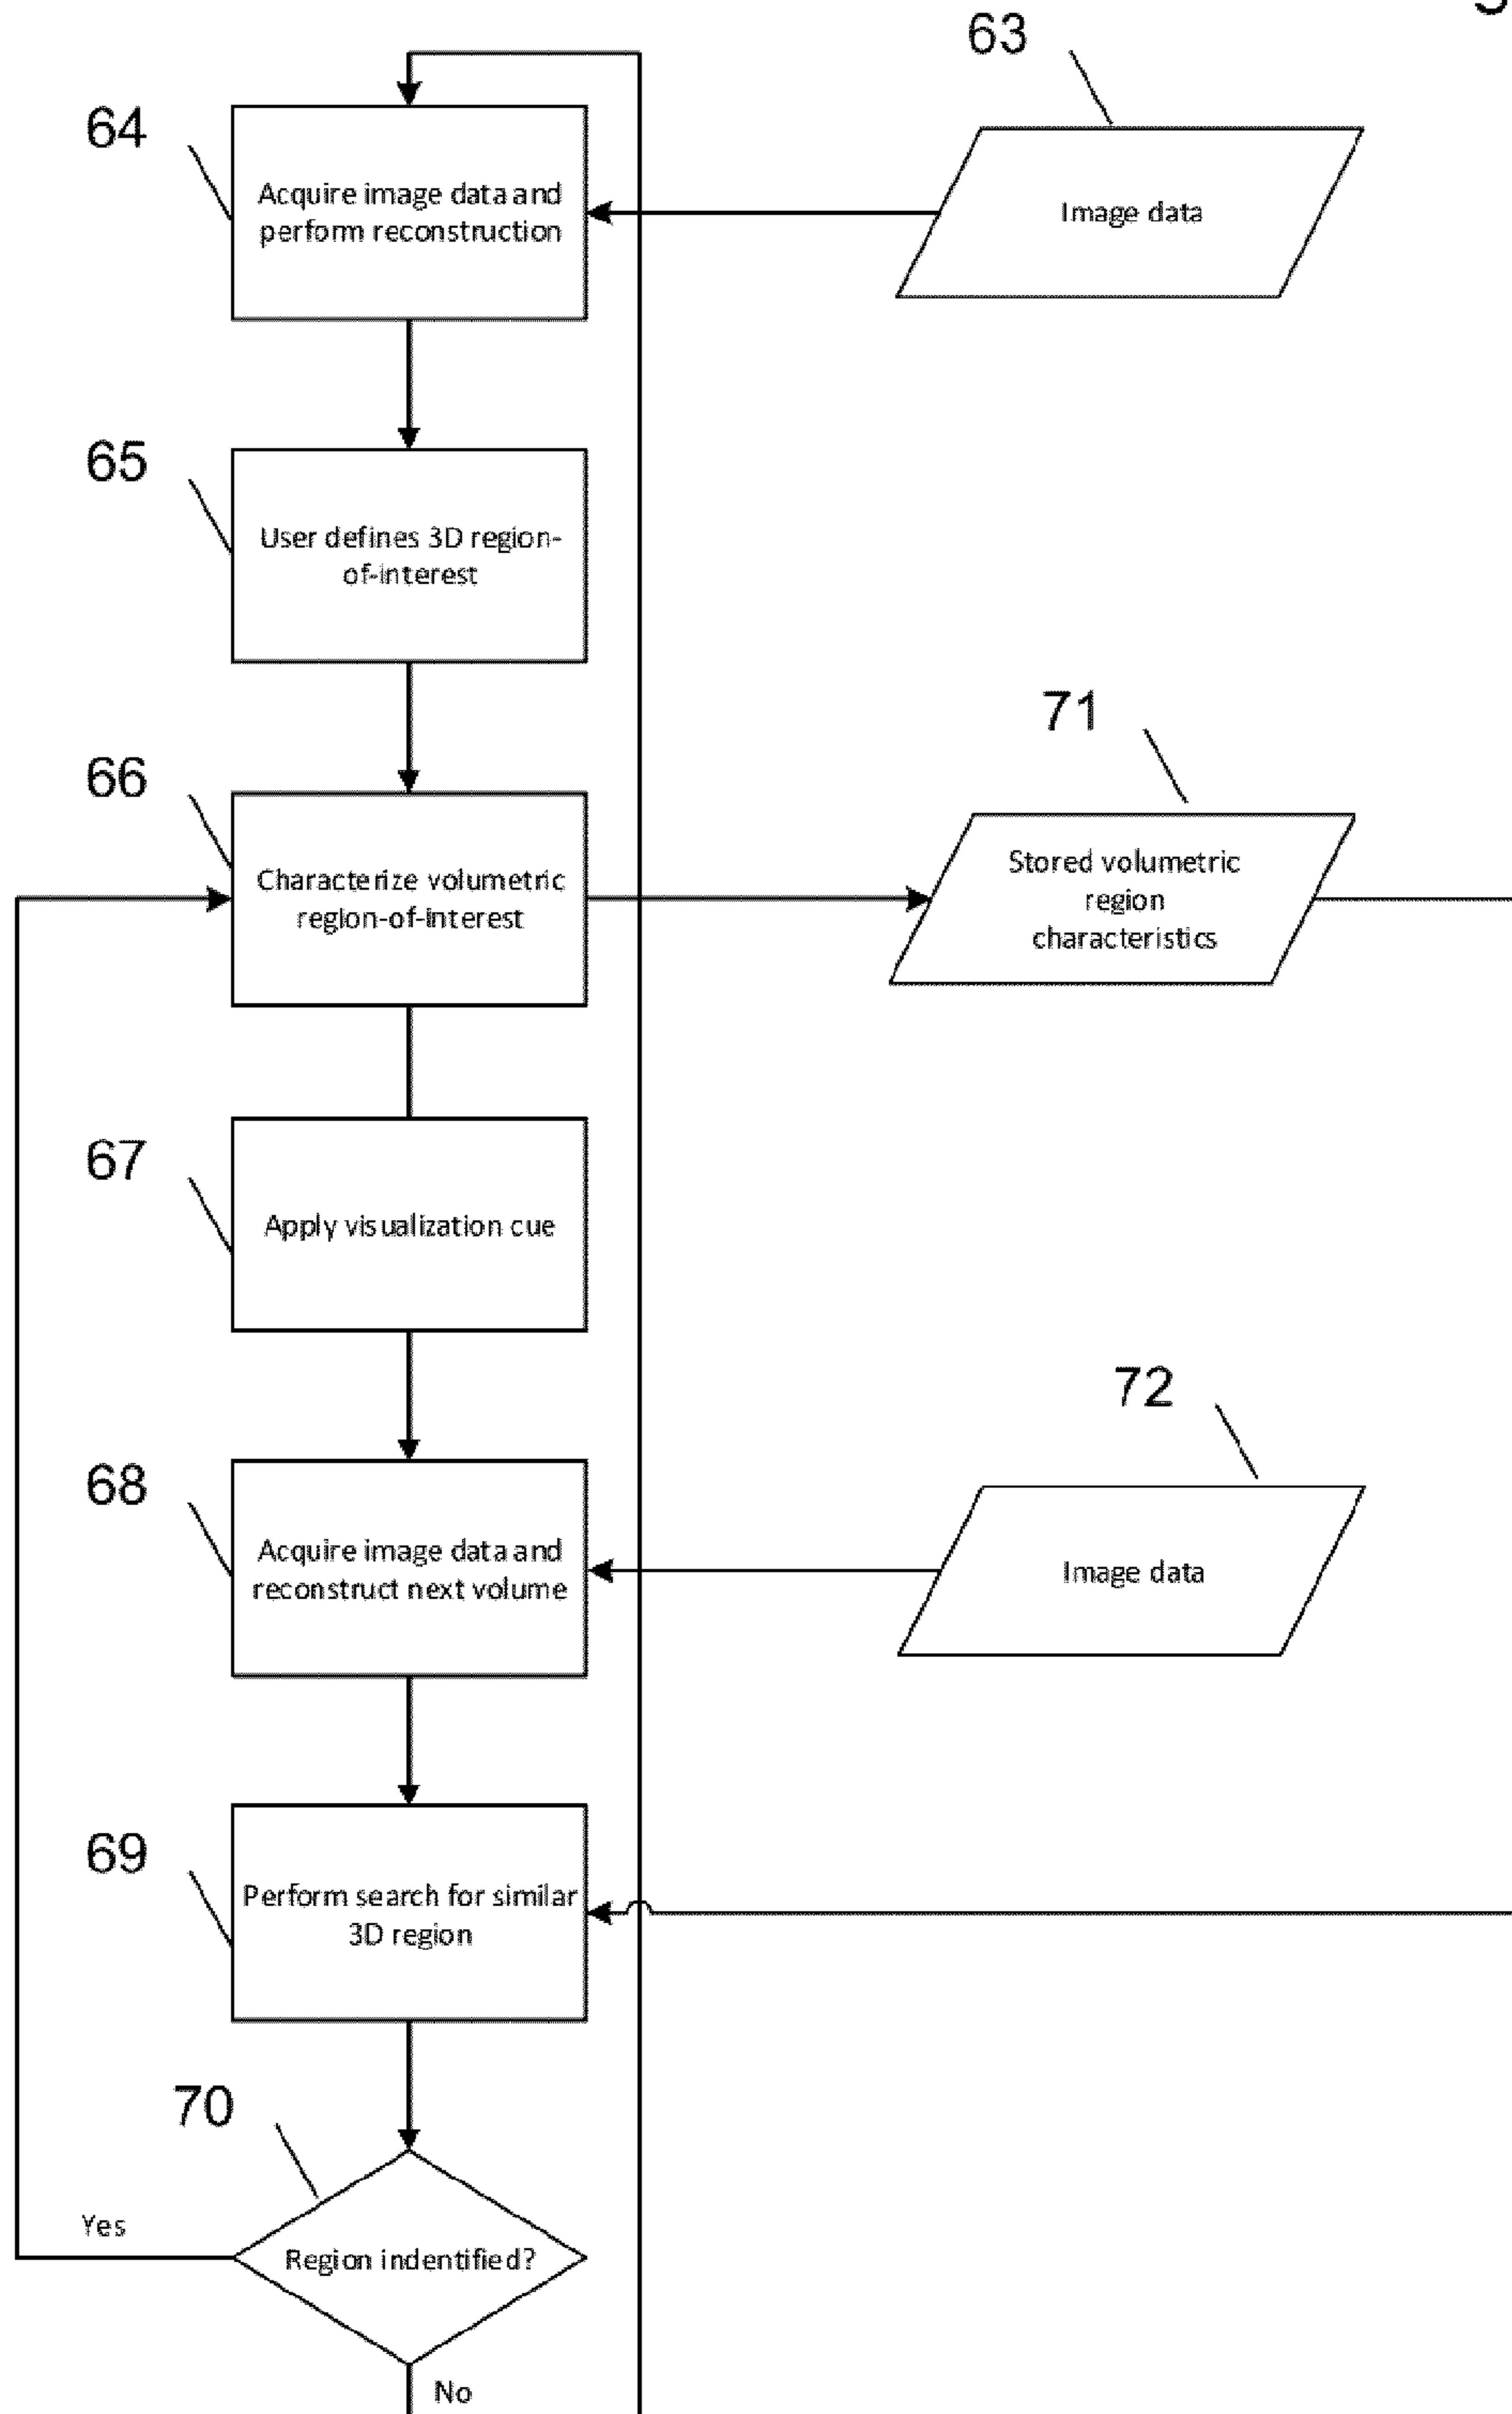 63
64
Acquire image data and
perform reconstruction
Image data
65
User defines 3D region-
of-interest
71
66
Characterize volumetric
region-of-interest
Stored volumetric
region
characteristics
67
Apply visualization cue
72
68
Acquire image data and
reconstruct next volume
Image data
69
Perform search for similar
3D region
70
Yes
Region indentified?
No